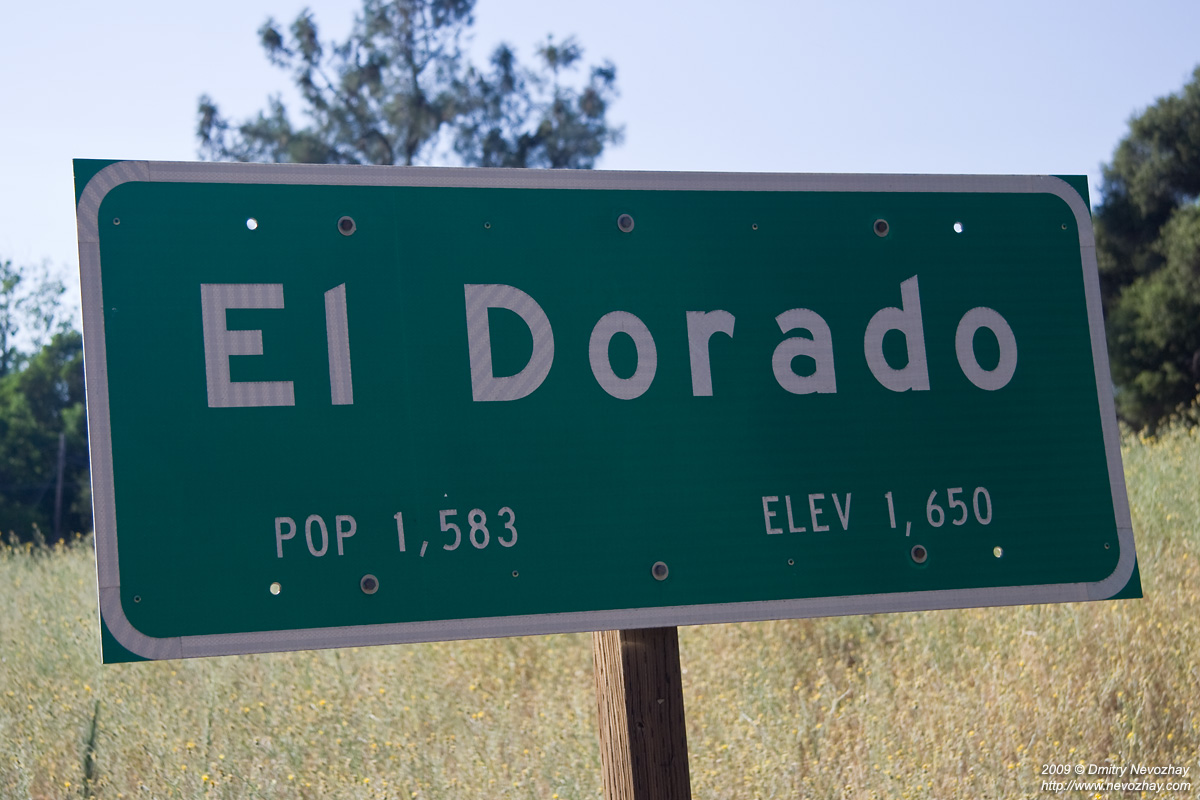 El Dorado
POP 1,583 ELEV 1,650
2009 © Dmitry Nevozhay
http://www.nevozhay.com